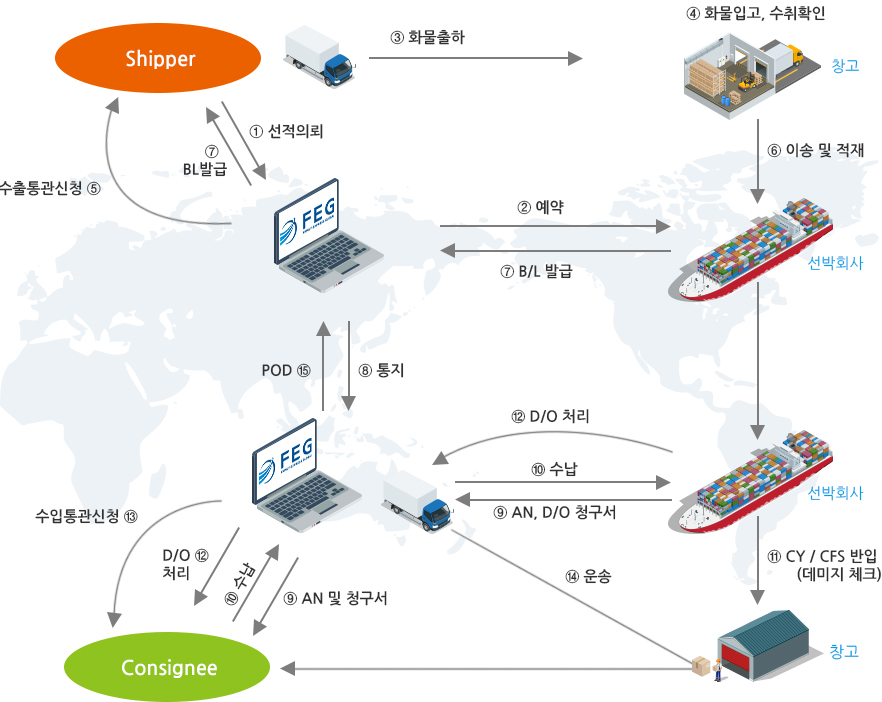 ④ 화물입고, 수취확인
③ 화물출하
Shipper
창고
① 선적의뢰
⑦
BL발급
⑥ 이송 및 적재
수출통관신청 ⑤
FEG
② 예약
⑦ B/L 발급
선박회사
POD ⑮
⑧ 통지
⑫ D/O 처리
FEG
⑩ 수납
⑨ AN, D/O 청구서
선박회사
수입통관신청 ⑬
D/O ⑫
처리
⑩ 수납
⑨ AN 및 청구서
⑭ 운송
⑪ CY / CFS 반입
(데미지 체크)
창고
Consignee